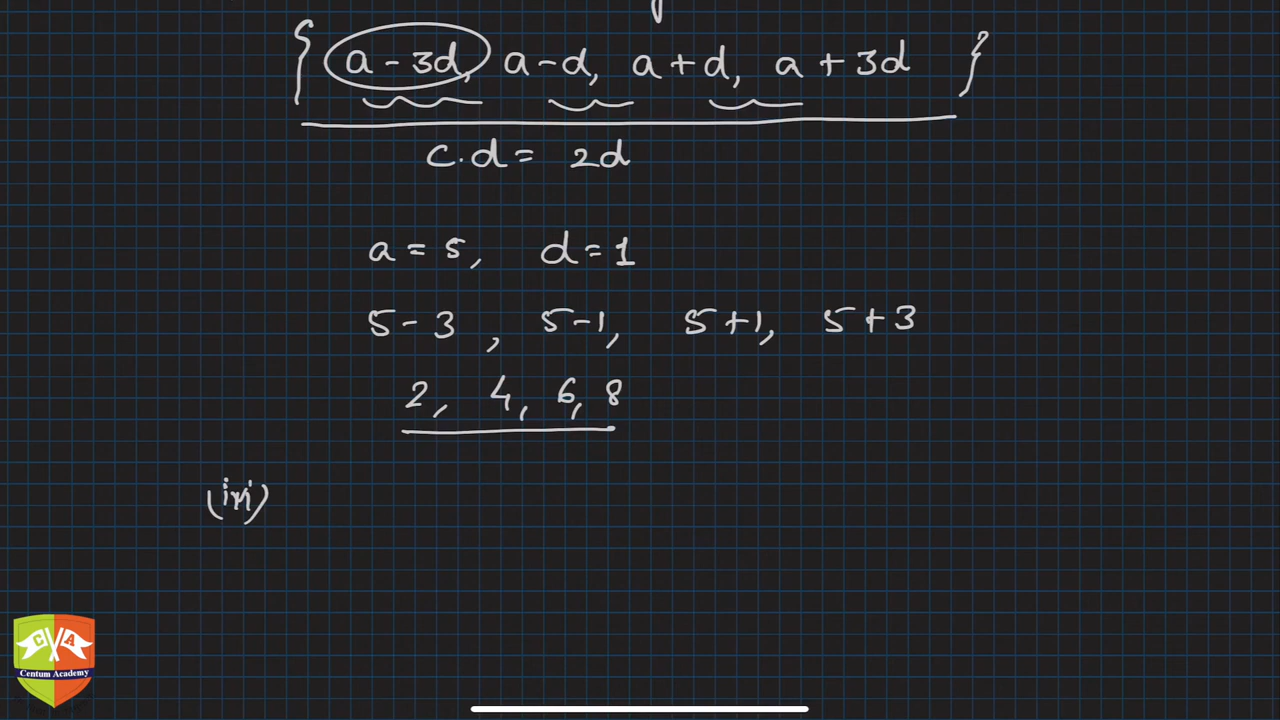 { a - 3d, a - d, a + d, a + 3d }
c.d = 2d
a = 5, d = 1
5 - 3 , 5 - 1, 5 + 1, 5 + 3
2, 4, 6, 8
C A
Centum Academy